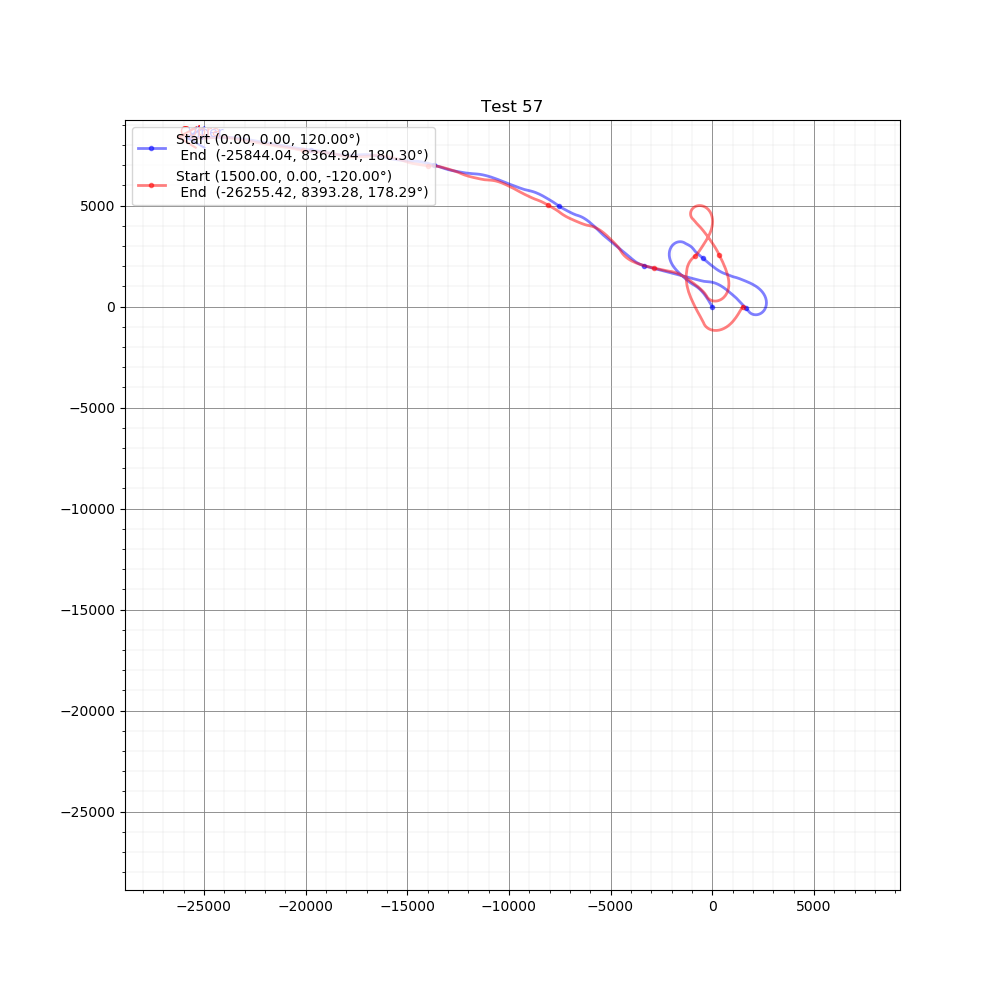 Test 57
Start (0.00, 0.00, 120.00°)
End  (-25844.04, 8364.94, 180.30°)
Start (1500.00, 0.00, -120.00°)
End  (-26255.42, 8393.28, 178.29°)
5000
0
−5000
−10000
−15000
−20000
−25000
−25000 −20000 −15000 −10000 −5000 0 5000